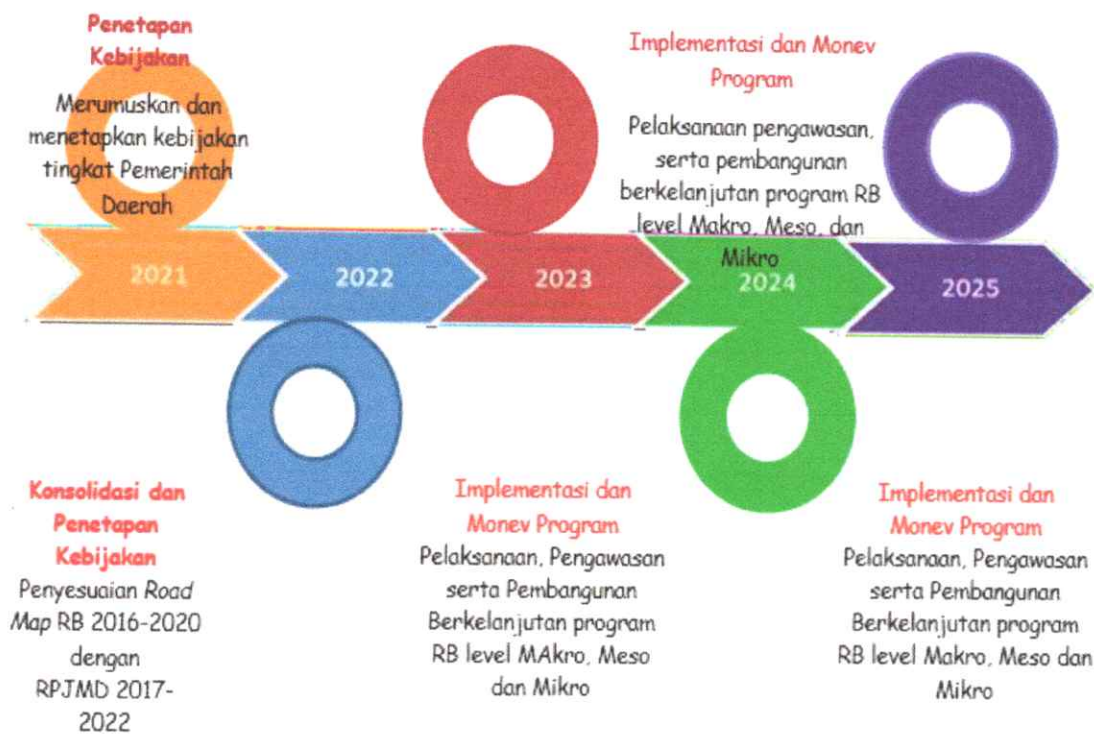 Penetapan
Kebijakan
Merumuskan dan
menetapkan kebijakan
tingkat Pemerintah
Daerah
Implementasi dan Monev
Program
Pelaksanaan pengawasan,
serta pembangunan
berkelanjutan program RB
level Makro, Meso, dan
Mikro
2021
2022
2023
2024
2025
Konsolidasi dan
Penetapan
Kebijakan
Penyesuaian Road
Map RB 2016-2020
dengan
RPJMD 2017-
2022
Implementasi dan
Monev Program
Pelaksanaan, Pengawasan
serta Pembangunan
Berkelanjutan program
RB level MAkro, Meso
dan Mikro
Implementasi dan
Monev Program
Pelaksanaan, Pengawasan
serta Pembangunan
Berkelanjutan program
RB level Makro, Meso dan
Mikro